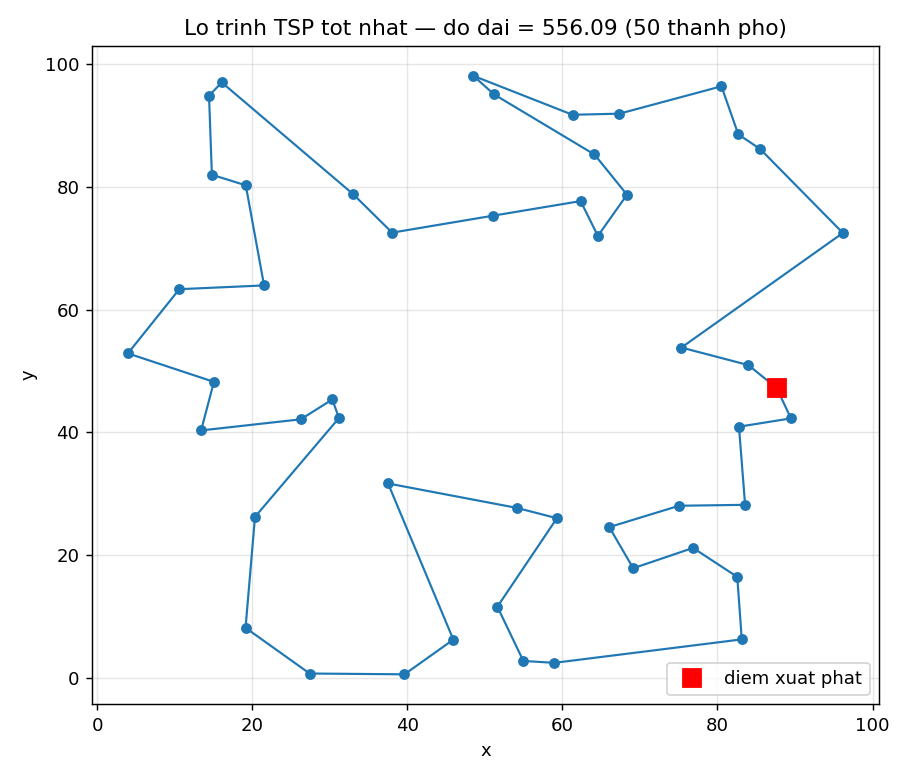 Lo trinh TSP tot nhat — do dai = 556.09 (50 thanh pho)
100
80
60
40
20
0
y
0 20 40 60 80 100
x
diem xuat phat